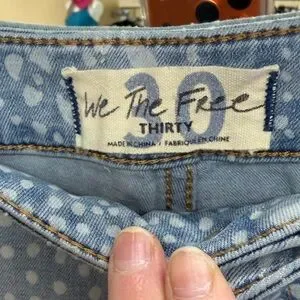 30
We The Free
THIRTY
MADE IN CHINA / FABRIQUÉ EN CHINE